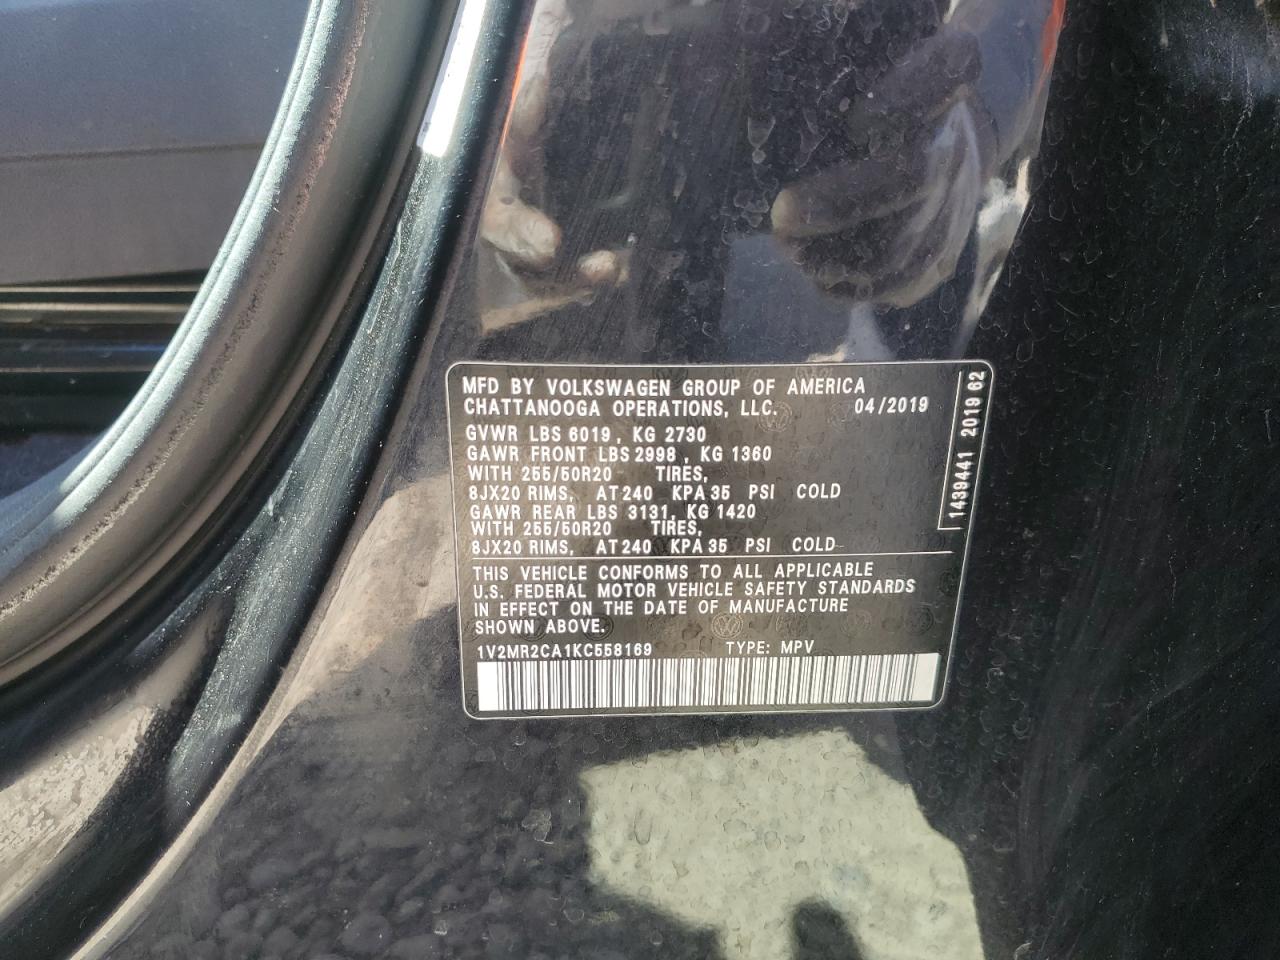 MFD BY VOLKSWAGEN GROUP OF AMERICA
CHATTANOOGA OPERATIONS, LLC. 04/2019
GVWR LBS 6019, KG 2730
GAWR FRONT LBS 2998, KG 1360
WITH 255/50R20 TIRES,
8JX20 RIMS, AT 240 KPA 35 PSI COLD
GAWR REAR LBS 3131, KG 1420
WITH 255/50R20 TIRES,
8JX20 RIMS, AT 240 KPA 35 PSI COLD
THIS VEHICLE CONFORMS TO ALL APPLICABLE
U.S. FEDERAL MOTOR VEHICLE SAFETY STANDARDS
IN EFFECT ON THE DATE OF MANUFACTURE
SHOWN ABOVE.
1V2MR2CA1KC558169 TYPE: MPV
1439441 2019 62